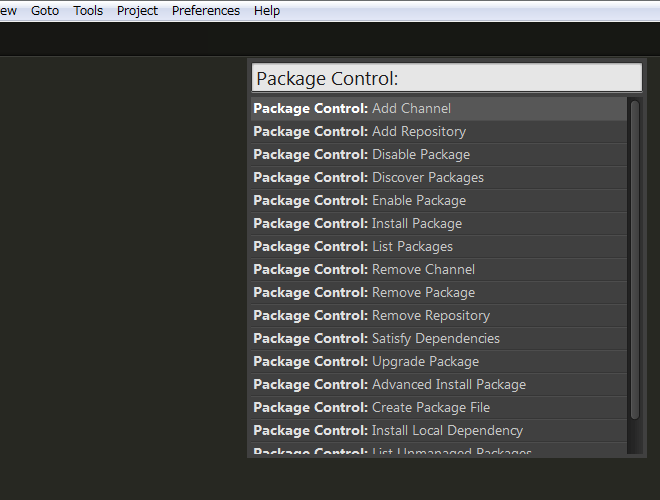 ew Goto Tools Project Preferences Help
Package Control:
Package Control: Add Channel
Package Control: Add Repository
Package Control: Disable Package
Package Control: Discover Packages
Package Control: Enable Package
Package Control: Install Package
Package Control: List Packages
Package Control: Remove Channel
Package Control: Remove Package
Package Control: Remove Repository
Package Control: Satisfy Dependencies
Package Control: Upgrade Package
Package Control: Advanced Install Package
Package Control: Create Package File
Package Control: Install Local Dependency
Package Control: List Unmanaged Packages